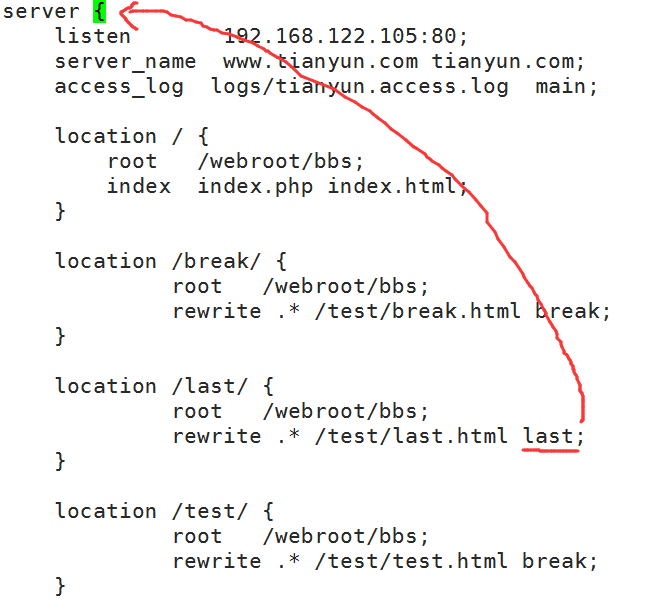 server {
listen 192.168.122.105:80;
server_name www.tianyun.com tianyun.com;
access_log logs/tianyun.access.log main;
location / {
root /webroot/bbs;
index index.php index.html;
}
location /break/ {
root /webroot/bbs;
rewrite .* /test/break.html break;
}
location /last/ {
root /webroot/bbs;
rewrite .* /test/last.html last;
}
location /test/ {
root /webroot/bbs;
rewrite .* /test/test.html break;
}